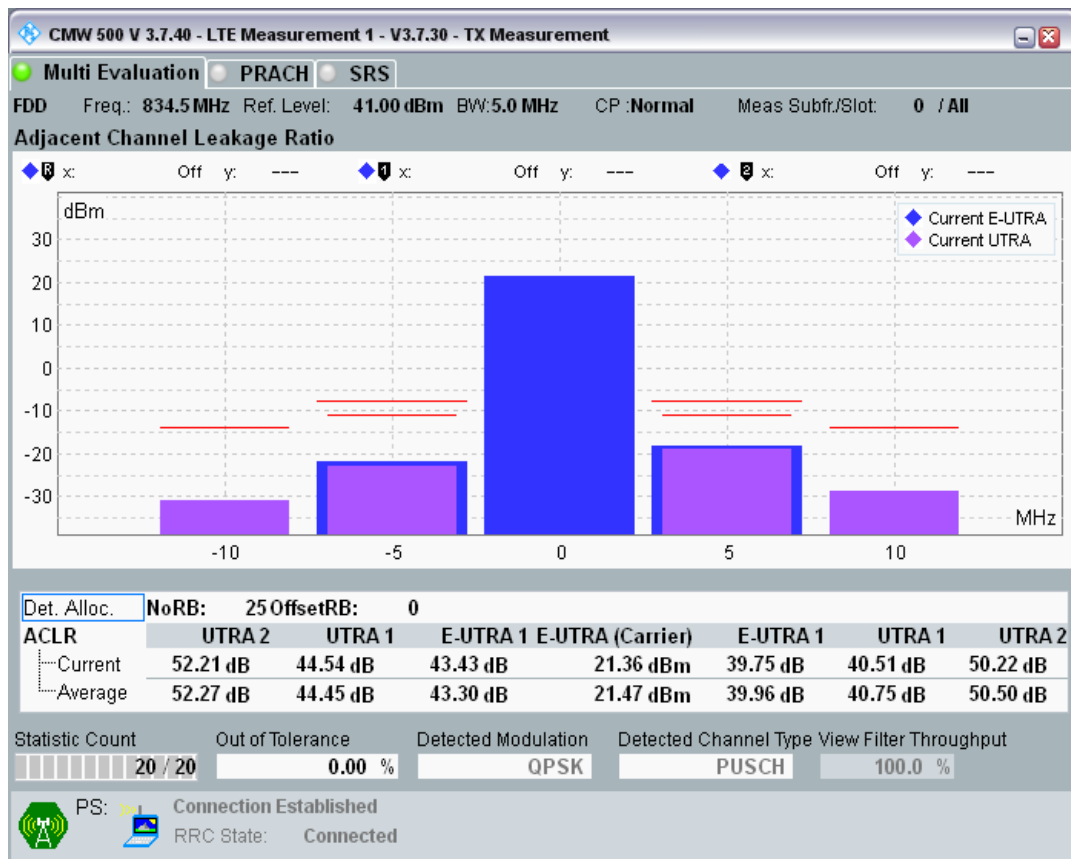 CMW 500 V 3.7.40 - LTE Measurement 1 - V3.7.30 - TX Measurement
Multi Evaluation PRACH SRS
FDD Freq.: 834.5 MHz Ref. Level: 41.00 dBm BW:5.0 MHz CP :Normal Meas Subfr./Slot: 0 / All
Adjacent Channel Leakage Ratio
R x: Off y: --- 1 x: Off y: --- 2 x: Off y: ---
dBm
Current E-UTRA
Current UTRA
30
20
10
0
-10
-20
-30
MHz
-10 -5 0 5 10
Det. Alloc. NoRB: 25 OffsetRB: 0
ACLR UTRA 2 UTRA 1 E-UTRA 1 E-UTRA (Carrier) E-UTRA 1 UTRA 1 UTRA 2
Current 52.21 dB 44.54 dB 43.43 dB 21.36 dBm 39.75 dB 40.51 dB 50.22 dB
Average 52.27 dB 44.45 dB 43.30 dB 21.47 dBm 39.96 dB 40.75 dB 50.50 dB
Statistic Count Out of Tolerance Detected Modulation Detected Channel Type View Filter Throughput
20 / 20 0.00 % QPSK PUSCH 100.0 %
PS: Connection Established
RRC State: Connected